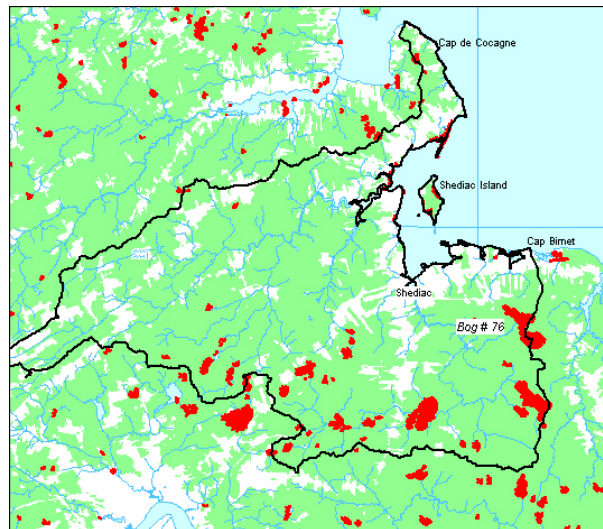 Cap de Cocagne
Shediac Island
Cap Bimet
Shediac
Bog # 76